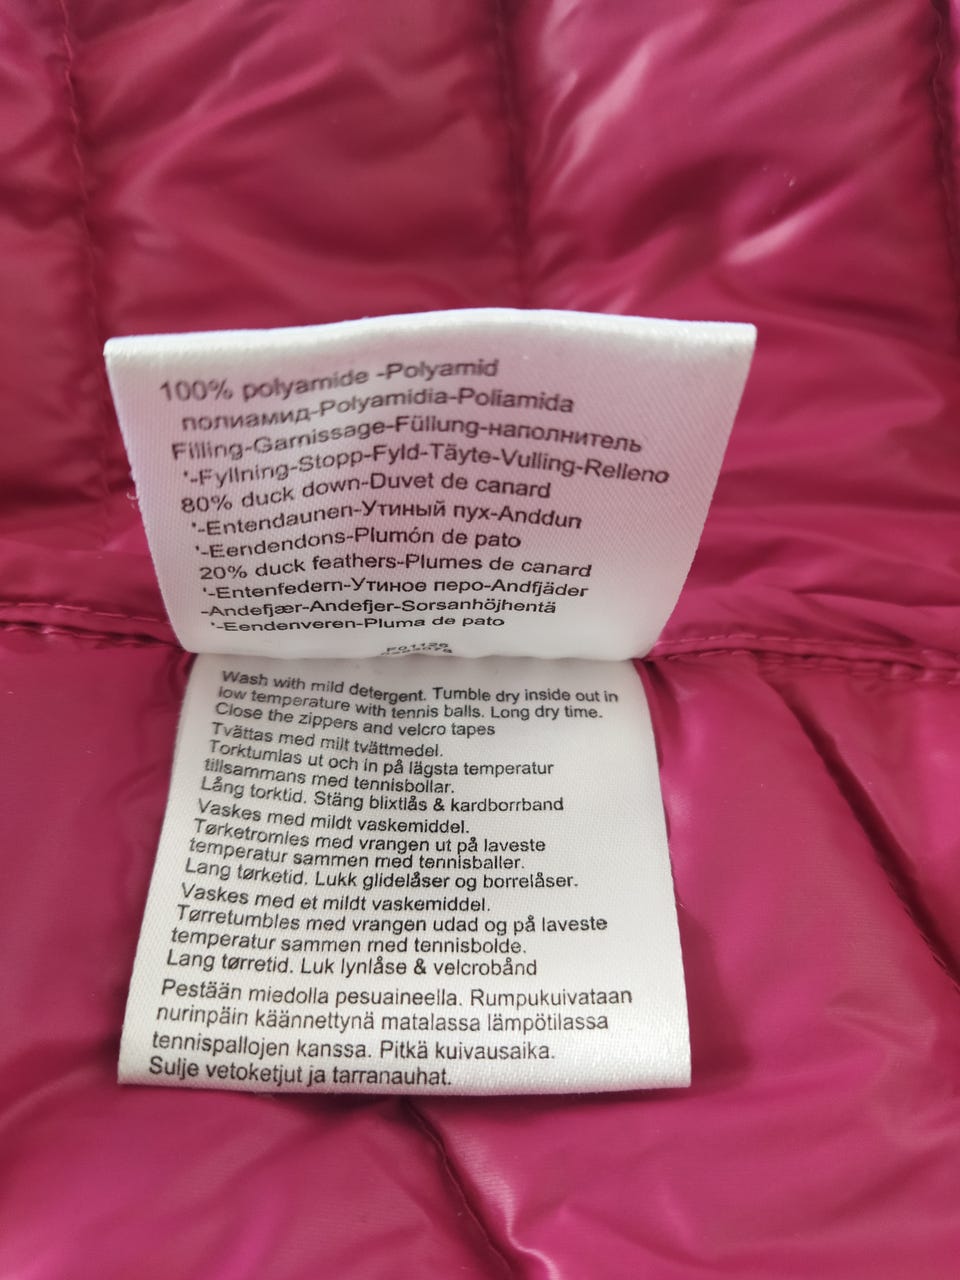 100% polyamide -Polyamid
полиамид-Polyamidia-Poliamida
Filling-Garnissage-Füllung-наполнитель
'-Fyllning-Stopp-Fyld-Täyte-Vulling-Relleno
80% duck down-Duvet de canard
'-Entendaunen-Утиный пух-Anddun
'-Eendendons-Plumón de pato
20% duck feathers-Plumes de canard
'-Entenfedern-Утиное перо-Andfjäder
-Andefjær-Andefjer-Sorsanhöjhentä
'-Eendenveren-Pluma de pato
F01126
Wash with mild detergent. Tumble dry inside out in
low temperature with tennis balls. Long dry time.
Close the zippers and velcro tapes
Tvättas med milt tvättmedel.
Torktumlas ut och in på lägsta temperatur
tillsammans med tennisbollar.
Lång torktid. Stäng blixtlås & kardborrband
Vaskes med mildt vaskemiddel.
Tørketromles med vrangen ut på laveste
temperatur sammen med tennisballer.
Lang tørketid. Lukk glidelåser og borrelåser.
Vaskes med et mildt vaskemiddel.
Tørretumbles med vrangen udad og på laveste
temperatur sammen med tennisbolde.
Lang tørretid. Luk lynlåse & velcrobånd
Pestään miedolla pesuaineella. Rumpukuivataan
nurinpäin käännettynä matalassa lämpötilassa
tennispallojen kanssa. Pitkä kuivausaika.
Sulje vetoketjut ja tarranauhat.